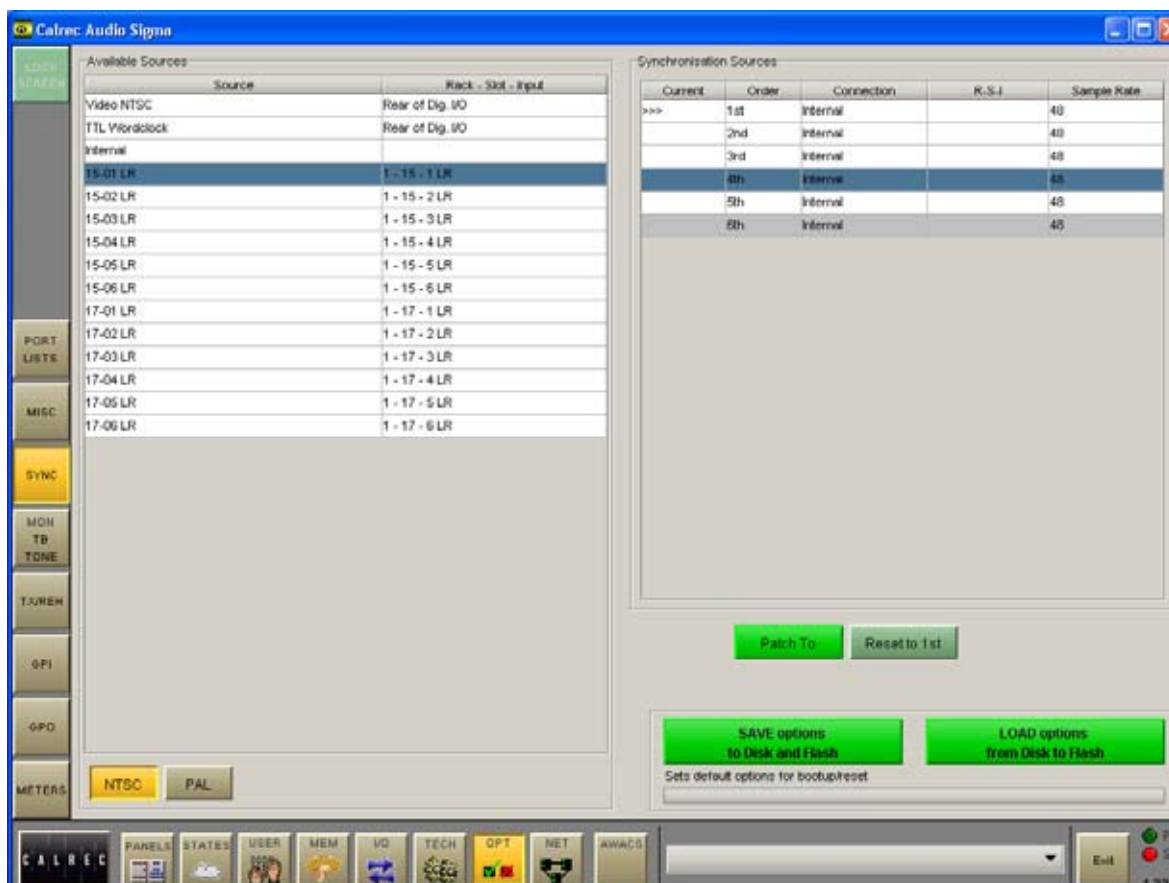 Calrec Audio Sigma
LOCK SCREEN
Available Sources
Source Rack - Slot - Input
Video NTSC Rear of Dig. I/O
TTL Wordclock Rear of Dig. I/O
Internal
15-01 LR 1 - 15 - 1 LR
15-02 LR 1 - 15 - 2 LR
15-03 LR 1 - 15 - 3 LR
15-04 LR 1 - 15 - 4 LR
15-05 LR 1 - 15 - 5 LR
15-06 LR 1 - 15 - 6 LR
17-01 LR 1 - 17 - 1 LR
17-02 LR 1 - 17 - 2 LR
17-03 LR 1 - 17 - 3 LR
17-04 LR 1 - 17 - 4 LR
17-05 LR 1 - 17 - 5 LR
17-06 LR 1 - 17 - 6 LR
Synchronisation Sources
Current Order Connection R-S-I Sample Rate
>>> 1st Internal 48
2nd Internal 48
3rd Internal 48
4th Internal 48
5th Internal 48
6th Internal 48
PORT
LISTS
MISC
SYNC
MON
TB
TONE
TX/REH
GPI
GPO
METERS
Patch To Reset to 1st
SAVE options
to Disk and Flash
LOAD options
from Disk to Flash
Sets default options for bootup/reset
NTSC PAL
CALREC PANELS STATES USER MEM I/O TECH OPT NET AWACS Exit